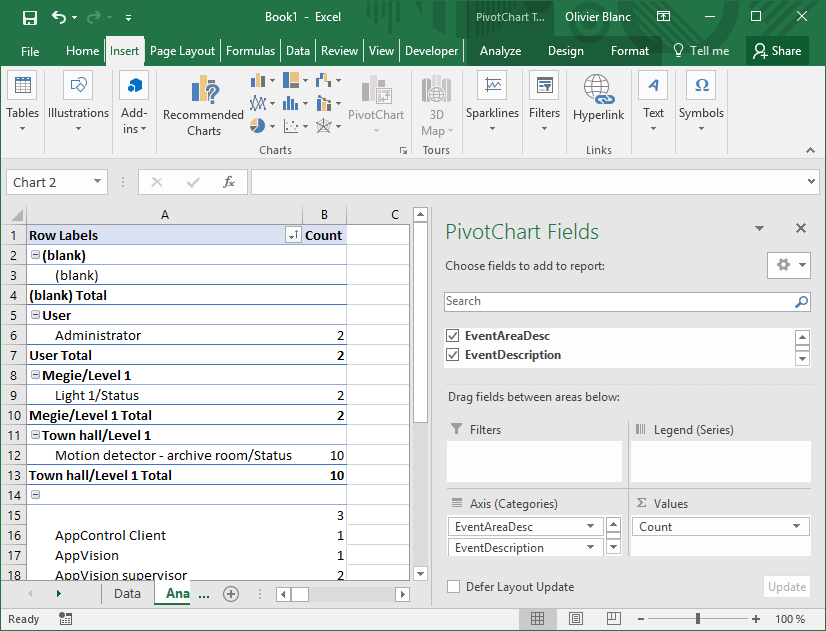 Book1 - Excel
PivotChart T...
Olivier Blanc
File Home Insert Page Layout Formulas Data Review View Developer Analyze Design Format Tell me Share
Tables
Illustrations
Add-
ins
Recommended
Charts
PivotChart
3D
Map
Sparklines
Filters
Hyperlink
Text
Symbols
Charts
Tours
Links
Chart 2
fx
A B C
1 Row Labels Count
2 (blank)
3 (blank)
4 (blank) Total
5 User
6 Administrator 2
7 User Total 2
8 Megie/Level 1
9 Light 1/Status 2
10 Megie/Level 1 Total 2
11 Town hall/Level 1
12 Motion detector - archive room/Status 10
13 Town hall/Level 1 Total 10
14
15 3
16 AppControl Client 1
17 AppVision 1
18 AppVision supervisor 2
PivotChart Fields
Choose fields to add to report:
Search
EventAreaDesc
EventDescription
Drag fields between areas below:
Filters
Legend (Series)
Axis (Categories)
Σ Values
EventAreaDesc
Count
EventDescription
Defer Layout Update
Update
Data
Ana
...
Ready
100 %